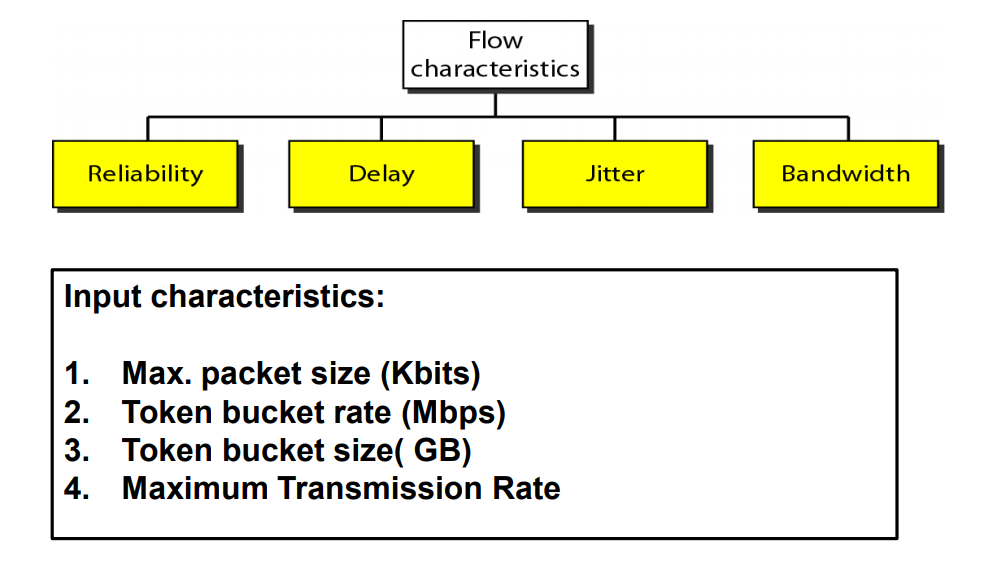 Flow
characteristics
Reliability
Delay
Jitter
Bandwidth
Input characteristics:
1. Max. packet size (Kbits)
2. Token bucket rate (Mbps)
3. Token bucket size( GB)
4. Maximum Transmission Rate